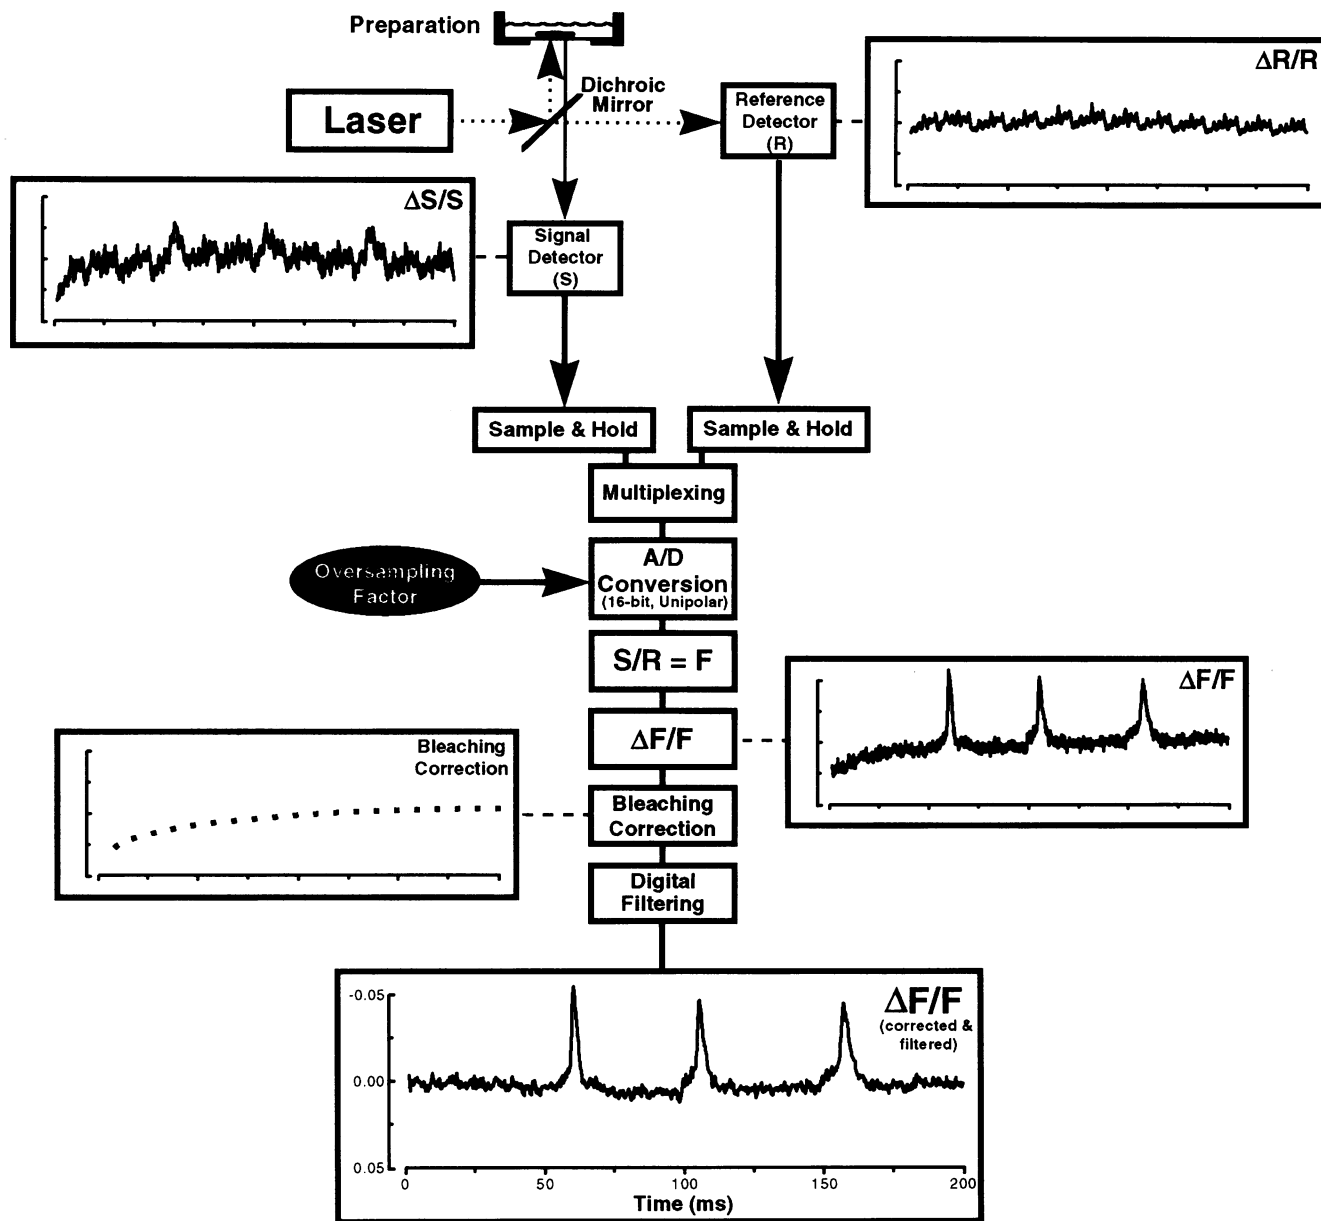 Preparation
Dichroic
Mirror
Laser
Reference
Detector
(R)
ΔR/R
ΔS/S
Signal
Detector
(S)
Sample & Hold
Sample & Hold
Multiplexing
Oversampling
Factor
A/D
Conversion
(16-bit, Unipolar)
S/R = F
ΔF/F
ΔF/F
Bleaching
Correction
Bleaching
Correction
Digital
Filtering
ΔF/F
(corrected &
filtered)
-0.05
0.00
0.05
0 50 100 150 200
Time (ms)